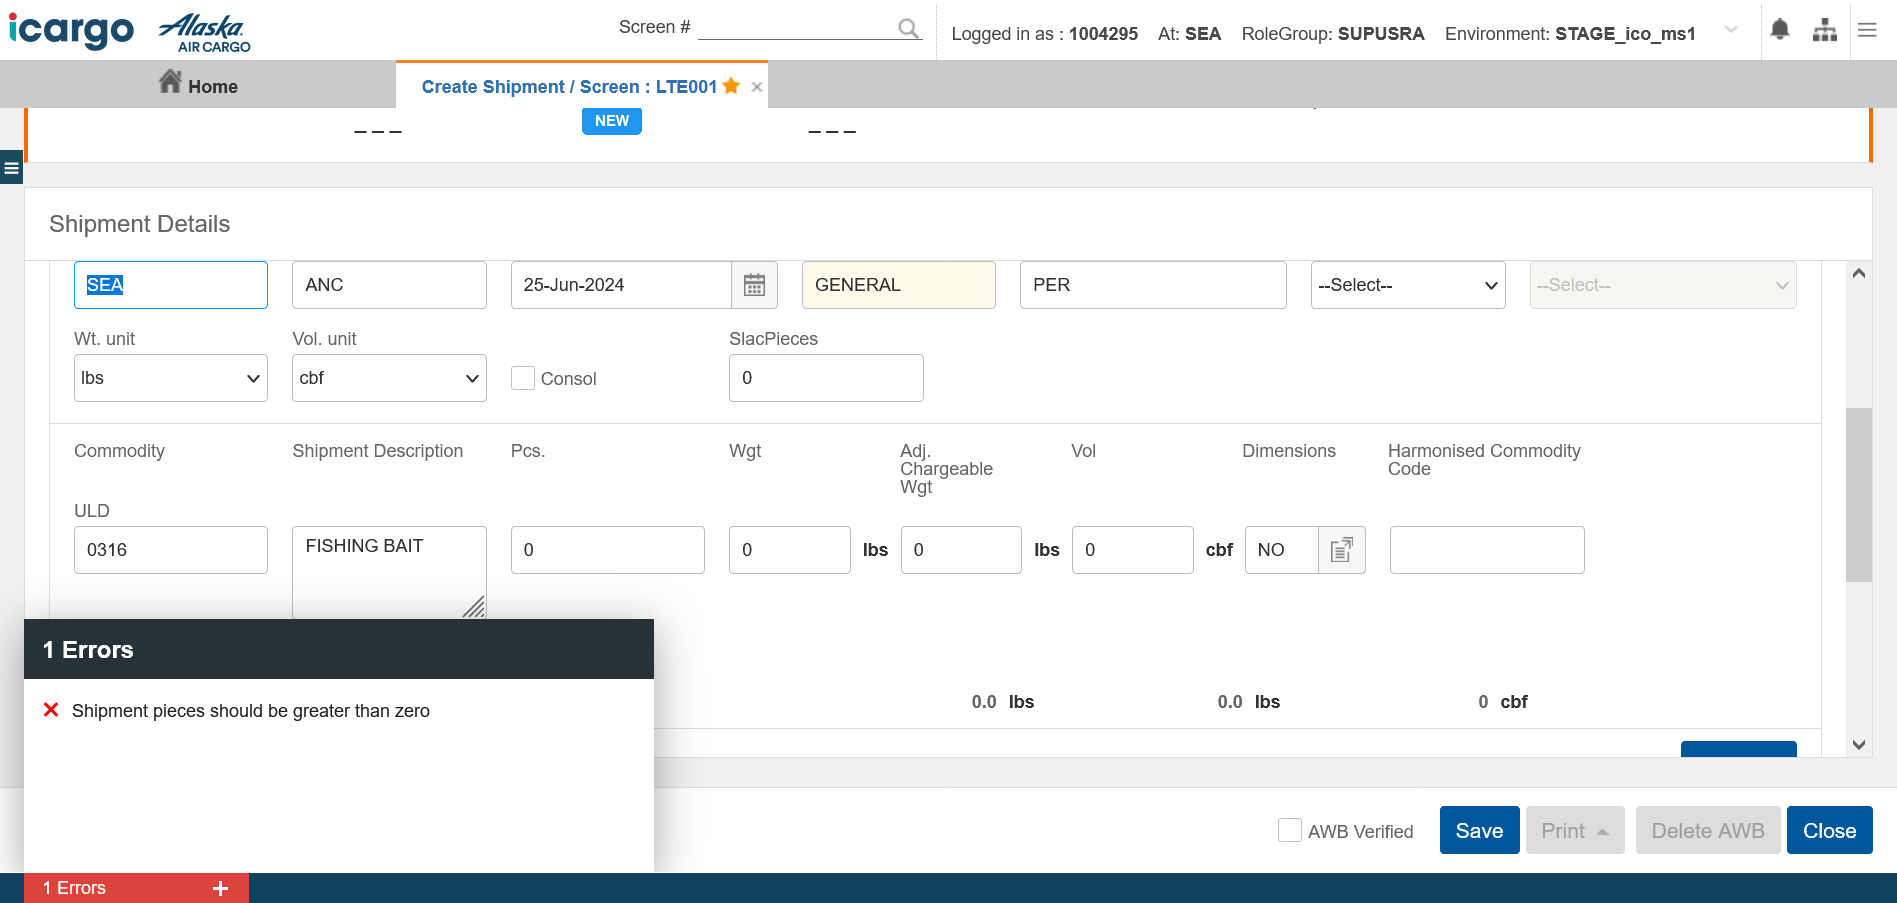 icargo Alaska AIR CARGO Screen # Logged in as : 1004295 At: SEA RoleGroup: SUPUSRA Environment: STAGE_ico_ms1
Home Create Shipment / Screen : LTE001 ×
– – – NEW – – –
Shipment Details
SEA ANC 25-Jun-2024 GENERAL PER --Select-- --Select--
Wt. unit Vol. unit SlacPieces
lbs cbf Consol 0
Commodity Shipment Description Pcs. Wgt Adj. Chargeable Wgt Vol Dimensions Harmonised Commodity Code
ULD
0316 FISHING BAIT 0 0 lbs 0 lbs 0 cbf NO
1 Errors
Shipment pieces should be greater than zero
0.0 lbs 0.0 lbs 0 cbf
AWB Verified Save Print Delete AWB Close
1 Errors +